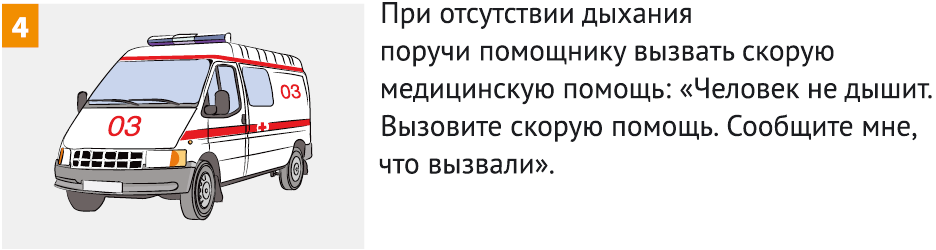 4
При отсутствии дыхания
поручи помощнику вызвать скорую
медицинскую помощь: «Человек не дышит.
Вызовите скорую помощь. Сообщите мне,
что вызвали».
03
03